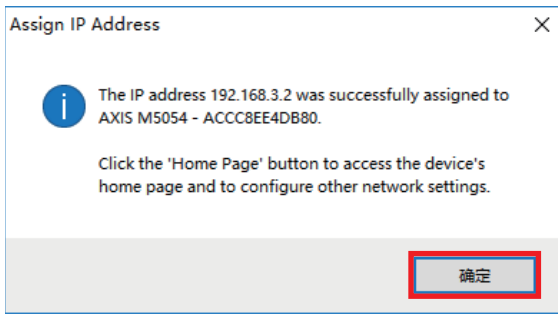 Assign IP Address
The IP address 192.168.3.2 was successfully assigned to
AXIS M5054 - ACCC8EE4DB80.
Click the 'Home Page' button to access the device's
home page and to configure other network settings.
确定